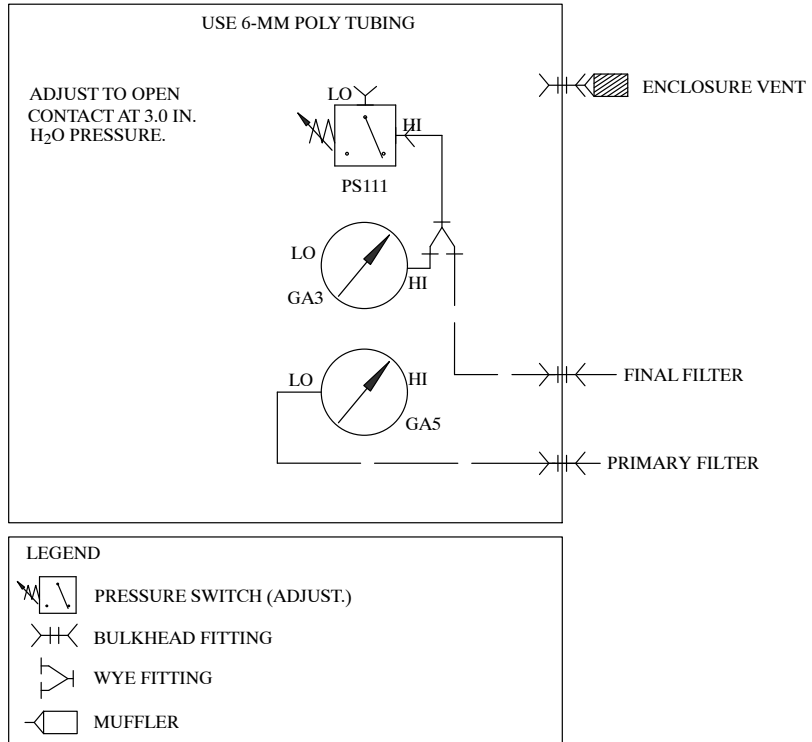 USE 6-MM POLY TUBING
ADJUST TO OPEN
CONTACT AT 3.0 IN.
H₂O PRESSURE.
LO
HI
PS111
ENCLOSURE VENT
LO
HI
GA3
LO
HI
GA5
FINAL FILTER
PRIMARY FILTER
LEGEND
PRESSURE SWITCH (ADJUST.)
BULKHEAD FITTING
WYE FITTING
MUFFLER